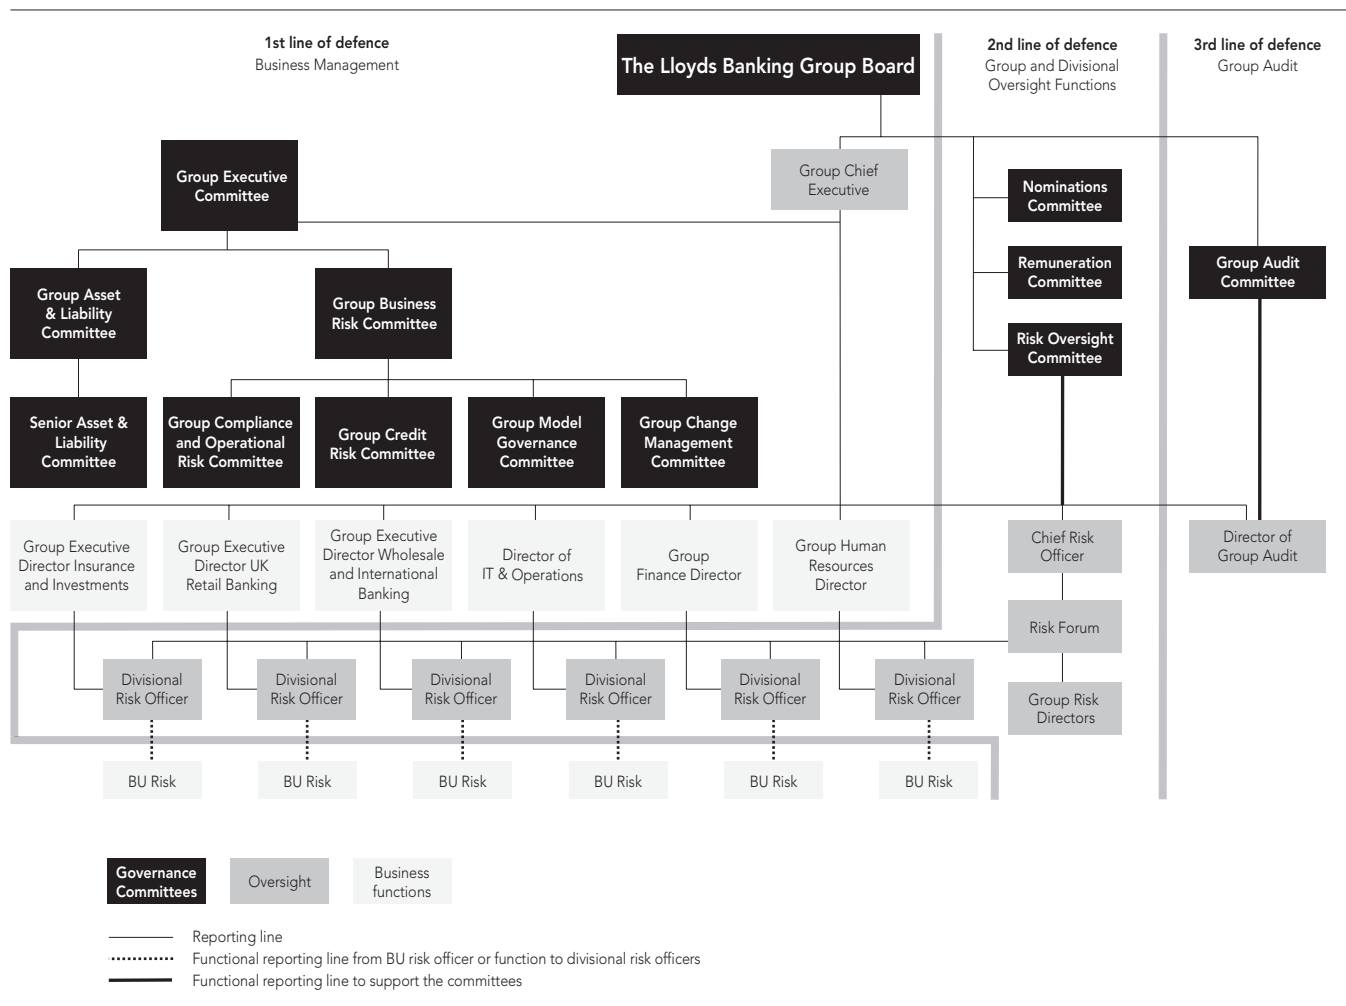 1st line of defence
Business Management
The Lloyds Banking Group Board
2nd line of defence
Group and Divisional
Oversight Functions
3rd line of defence
Group Audit
Group Executive
Committee
Group Chief
Executive
Nominations
Committee
Remuneration
Committee
Risk Oversight
Committee
Group Audit
Committee
Group Asset
& Liability
Committee
Group Business
Risk Committee
Senior Asset &
Liability
Committee
Group Compliance
and Operational
Risk Committee
Group Credit
Risk Committee
Group Model
Governance
Committee
Group Change
Management
Committee
Group Executive
Director Insurance
and Investments
Group Executive
Director UK
Retail Banking
Group Executive
Director Wholesale
and International
Banking
Director of
IT & Operations
Group
Finance Director
Group Human
Resources
Director
Chief Risk
Officer
Director of
Group Audit
Risk Forum
Divisional
Risk Officer
Divisional
Risk Officer
Divisional
Risk Officer
Divisional
Risk Officer
Divisional
Risk Officer
Divisional
Risk Officer
Group Risk
Directors
BU Risk
BU Risk
BU Risk
BU Risk
BU Risk
BU Risk
Governance
Committees
Oversight
Business
functions
Reporting line
Functional reporting line from BU risk officer or function to divisional risk officers
Functional reporting line to support the committees